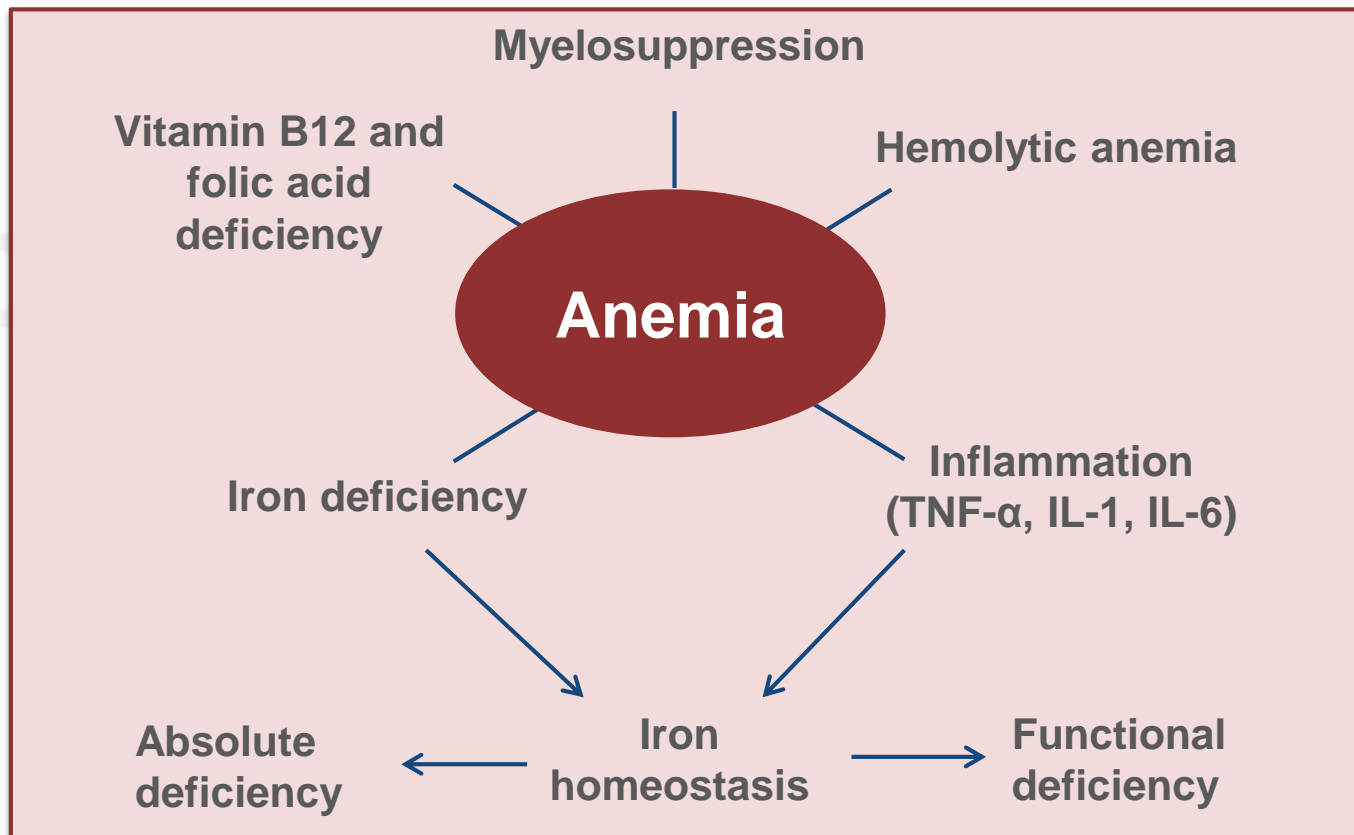 Myelosuppression
Vitamin B12 and
folic acid
deficiency
Hemolytic anemia
Anemia
Iron deficiency
Inflammation
(TNF-α, IL-1, IL-6)
Absolute
deficiency
Iron
homeostasis
Functional
deficiency